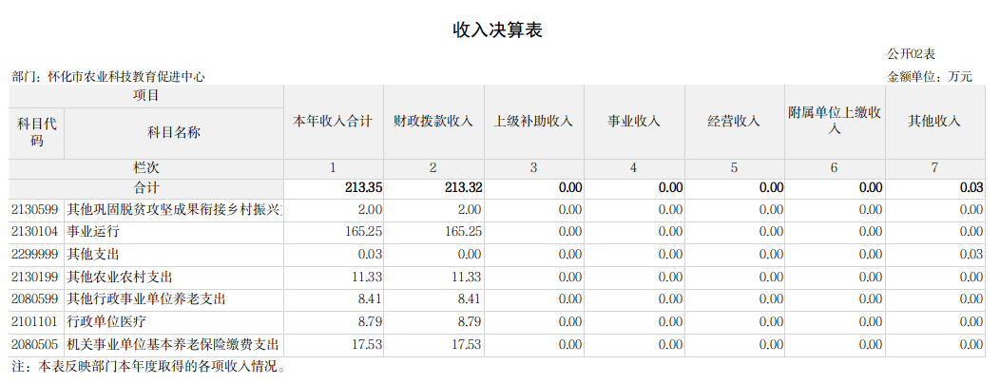 收入决算表
公开02表
部门：怀化市农业科技教育促进中心 金额单位：万元
项目 本年收入合计 财政拨款收入 上级补助收入 事业收入 经营收入 附属单位上缴收入 其他收入
科目代码 科目名称
栏次 1 2 3 4 5 6 7
合计 213.35 213.32 0.00 0.00 0.00 0.00 0.03
2130599 其他巩固脱贫攻坚成果衔接乡村振兴 2.00 2.00 0.00 0.00 0.00 0.00 0.00
2130104 事业运行 165.25 165.25 0.00 0.00 0.00 0.00 0.00
2299999 其他支出 0.03 0.00 0.00 0.00 0.00 0.00 0.03
2130199 其他农业农村支出 11.33 11.33 0.00 0.00 0.00 0.00 0.00
2080599 其他行政事业单位养老支出 8.41 8.41 0.00 0.00 0.00 0.00 0.00
2101101 行政单位医疗 8.79 8.79 0.00 0.00 0.00 0.00 0.00
2080505 机关事业单位基本养老保险缴费支出 17.53 17.53 0.00 0.00 0.00 0.00 0.00
注：本表反映部门本年度取得的各项收入情况。